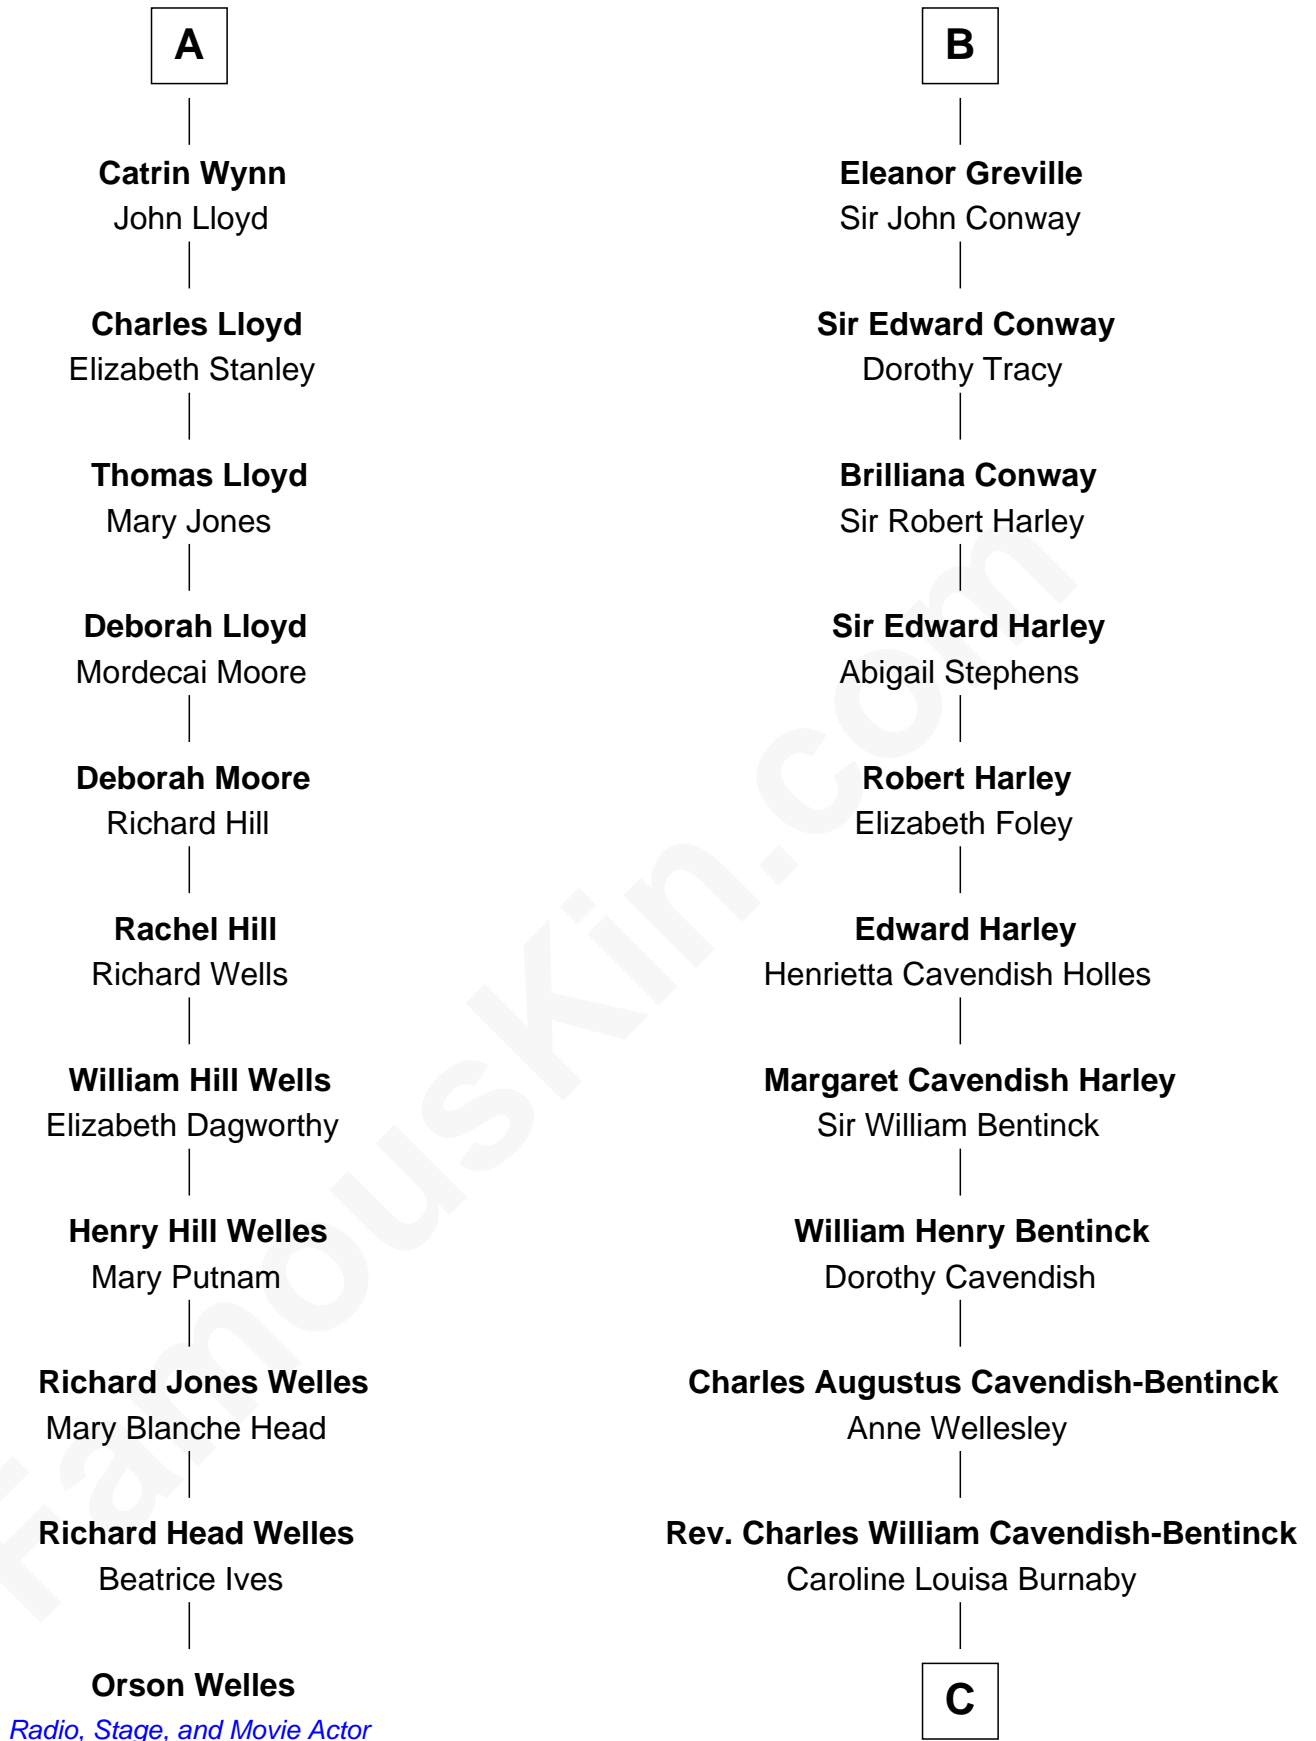 A
Catrin Wynn
John Lloyd
Charles Lloyd
Elizabeth Stanley
Thomas Lloyd
Mary Jones
Deborah Lloyd
Mordecai Moore
Deborah Moore
Richard Hill
Rachel Hill
Richard Wells
William Hill Wells
Elizabeth Dagworthy
Henry Hill Welles
Mary Putnam
Richard Jones Welles
Mary Blanche Head
Richard Head Welles
Beatrice Ives
Orson Welles
Radio, Stage, and Movie Actor
B
Eleanor Greville
Sir John Conway
Sir Edward Conway
Dorothy Tracy
Brilliana Conway
Sir Robert Harley
Sir Edward Harley
Abigail Stephens
Robert Harley
Elizabeth Foley
Edward Harley
Henrietta Cavendish Holles
Margaret Cavendish Harley
Sir William Bentinck
William Henry Bentinck
Dorothy Cavendish
Charles Augustus Cavendish-Bentinck
Anne Wellesley
Rev. Charles William Cavendish-Bentinck
Caroline Louisa Burnaby
C
FamousKin.com